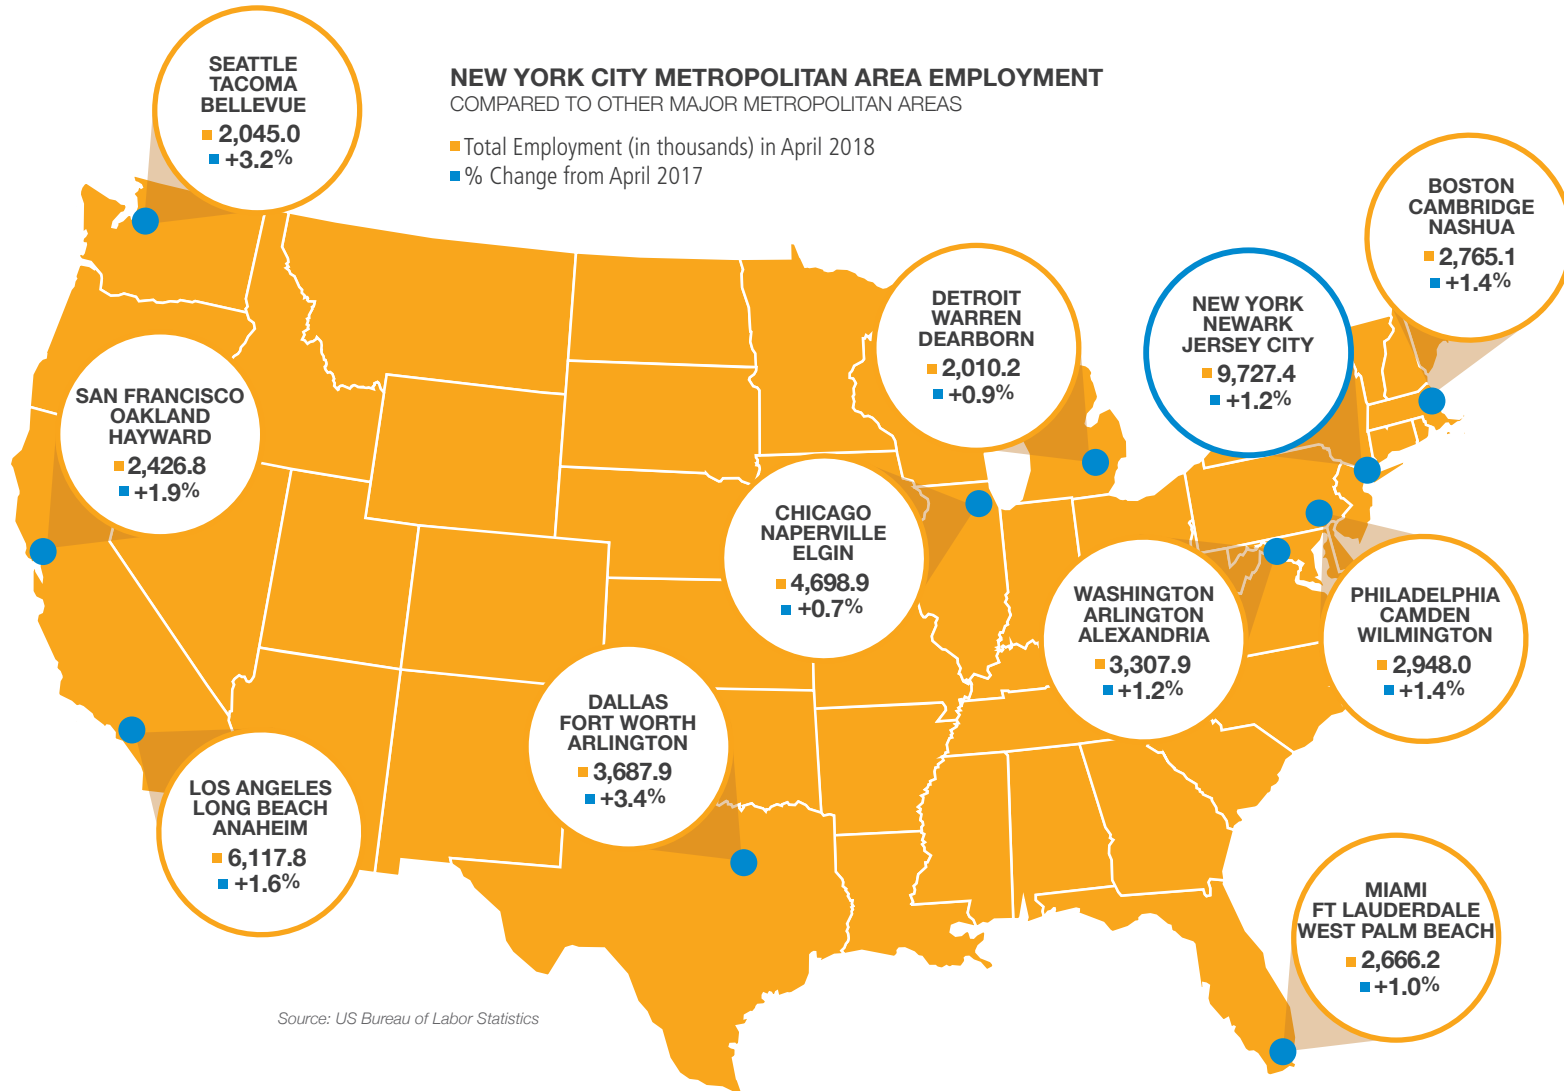 NEW YORK CITY METROPOLITAN AREA EMPLOYMENT
COMPARED TO OTHER MAJOR METROPOLITAN AREAS
Total Employment (in thousands) in April 2018
% Change from April 2017
SEATTLE
TACOMA
BELLEVUE
2,045.0
+3.2%
BOSTON
CAMBRIDGE
NASHUA
2,765.1
+1.4%
DETROIT
WARREN
DEARBORN
2,010.2
+0.9%
NEW YORK
NEWARK
JERSEY CITY
9,727.4
+1.2%
SAN FRANCISCO
OAKLAND
HAYWARD
2,426.8
+1.9%
CHICAGO
NAPERVILLE
ELGIN
4,698.9
+0.7%
WASHINGTON
ARLINGTON
ALEXANDRIA
3,307.9
+1.2%
PHILADELPHIA
CAMDEN
WILMINGTON
2,948.0
+1.4%
DALLAS
FORT WORTH
ARLINGTON
3,687.9
+3.4%
LOS ANGELES
LONG BEACH
ANAHEIM
6,117.8
+1.6%
MIAMI
FT LAUDERDALE
WEST PALM BEACH
2,666.2
+1.0%
Source: US Bureau of Labor Statistics